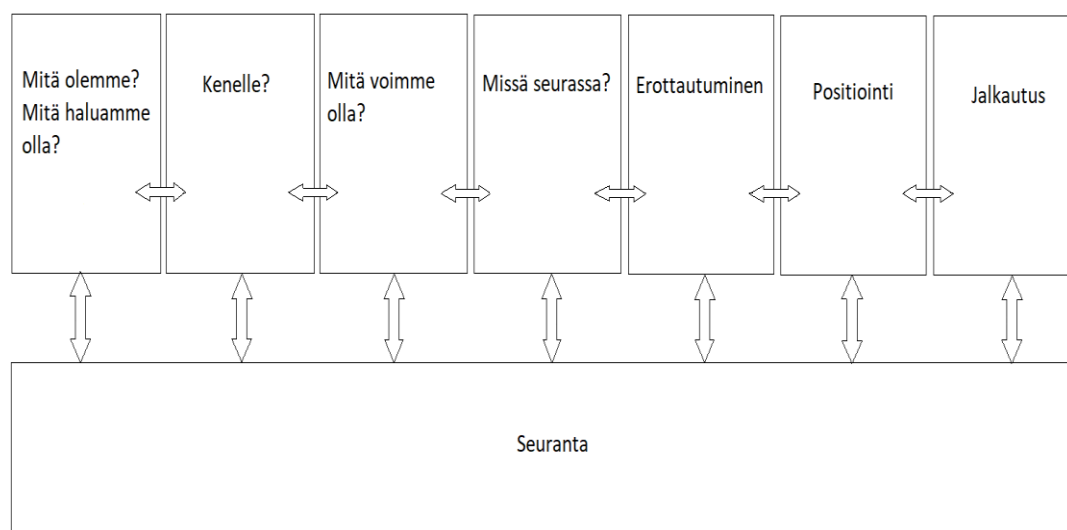 Mitä olemme?
Mitä haluamme
olla?
Kenelle?
Mitä voimme
olla?
Missä seurassa?
Erottautuminen
Positiointi
Jalkautus
Seuranta